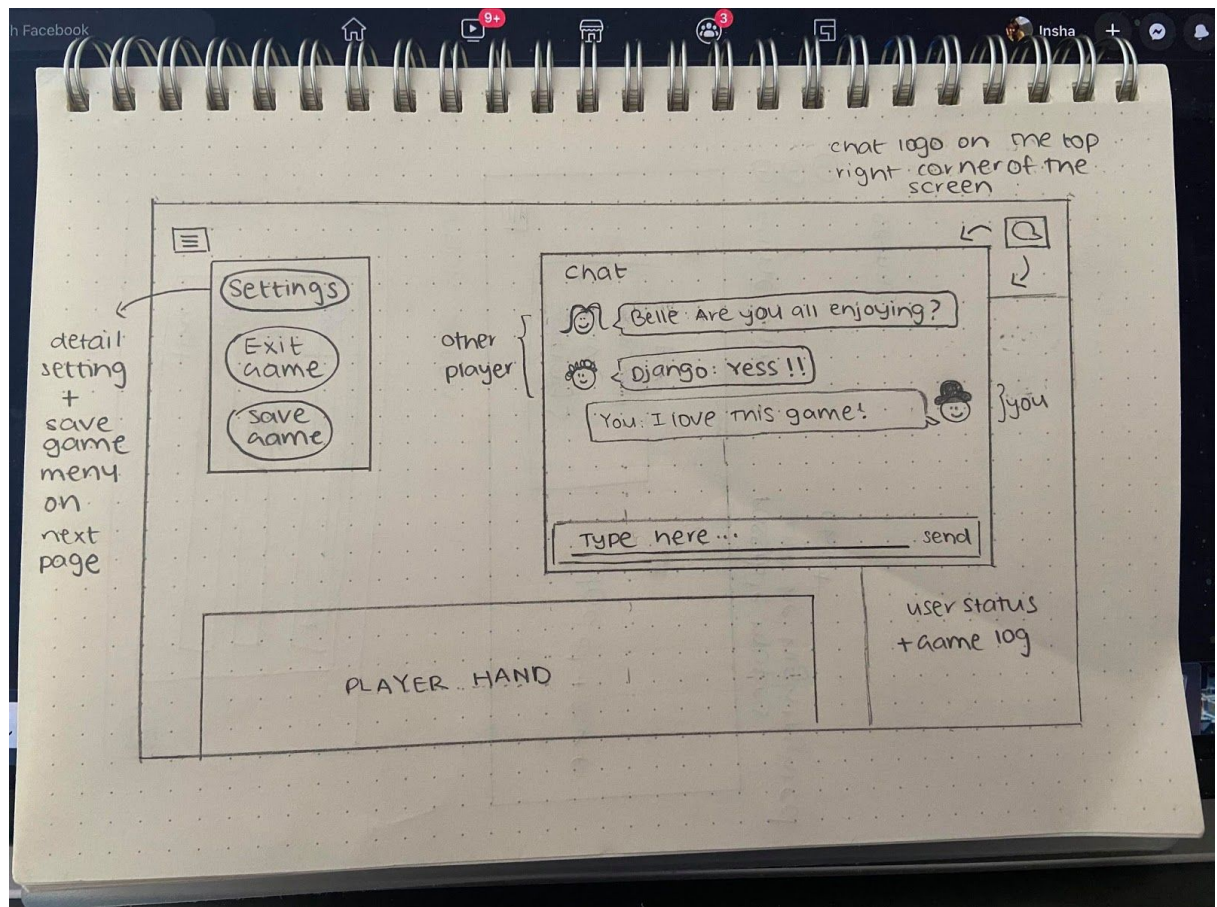 h Facebook
9+
3
Insha
chat logo on the top
right corner of the
screen
Settings
Exit
Game
save
Game
detail
setting
+
save
game
menu
on
next
page
other
player
chat
Belle: Are you all enjoying?
Django: Yess !!
You: I love this game!
you
Type here...
send
user status
+ Game log
PLAYER HAND